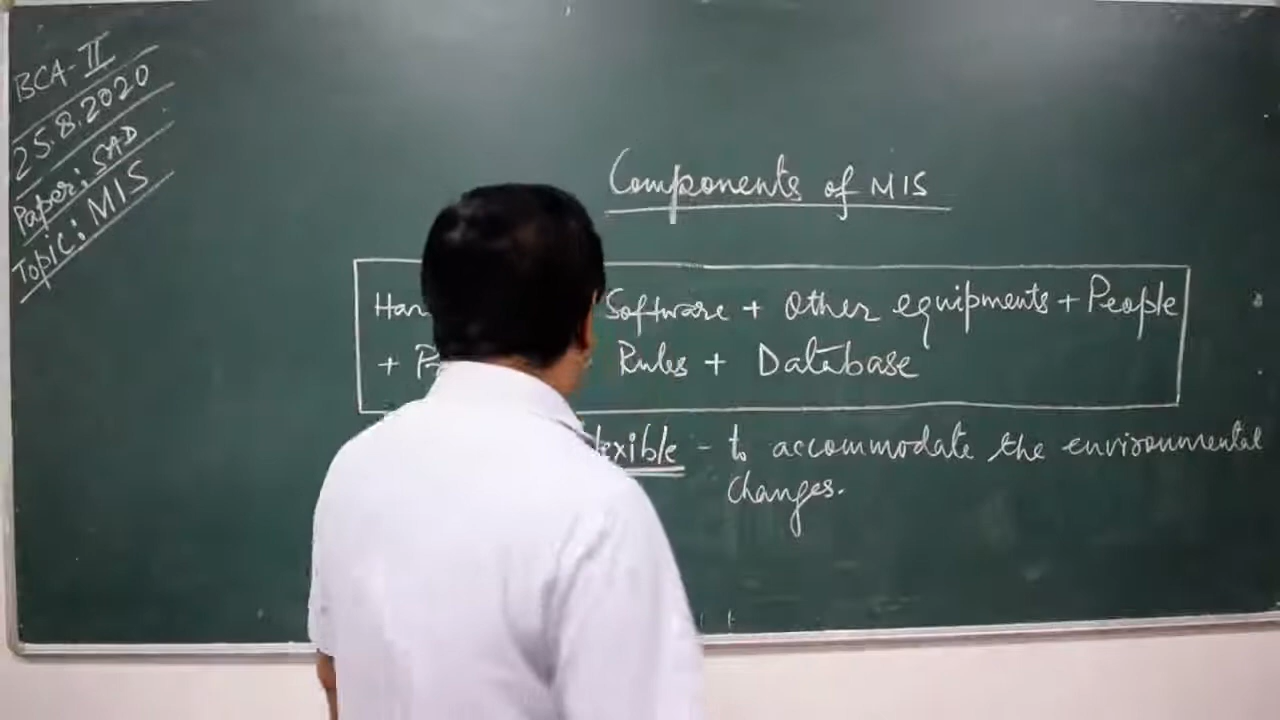 BCA-II
25.8.2020
Paper: SAD
Topic: MIS
Components of MIS
Software + Other equipments + People
+ Rules + Database
- to accommodate the environmental
changes.